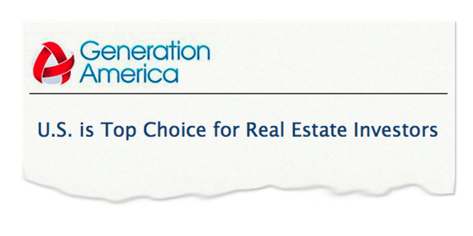 Generation
America
U.S. is Top Choice for Real Estate Investors